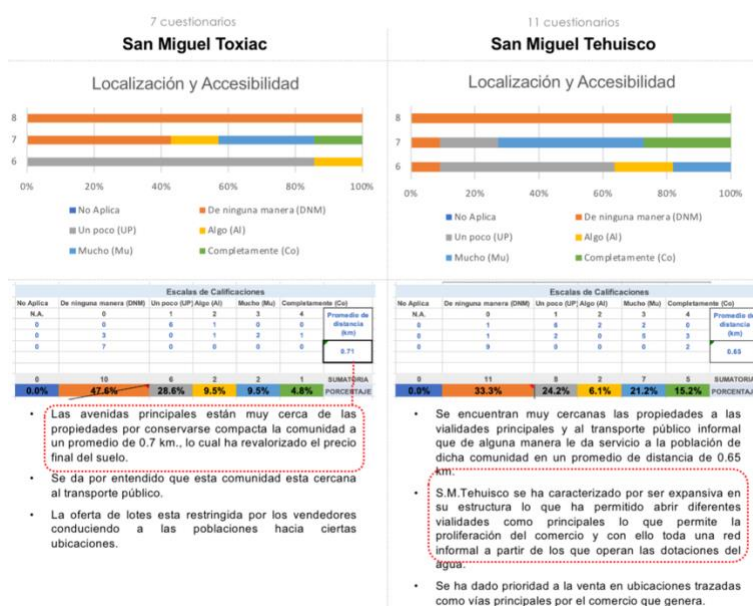 7 cuestionarios
San Miguel Toxiac
Localización y Accesibilidad
8
7
6
0% 20% 40% 60% 80% 100%
No Aplica De ninguna manera (DNM)
Un poco (UP) Algo (Al)
Mucho (Mu) Completamente (Co)
Escalas de Calificaciones
No Aplica De ninguna manera (DNM) Un poco (UP) Algo (Al) Mucho (Mu) Completamente (Co)
N.A. 0 1 2 3 4 Promedio de
0 0 6 1 0 0 distancia
0 3 0 1 2 1 (km)
0 7 0 0 0 0 0.71
0 10 6 2 2 1 SUMATORIA
0.0% 47.6% 28.6% 9.5% 9.5% 4.8% PORCENTAJE
• Las avenidas principales están muy cerca de las
propiedades por conservarse compacta la comunidad a
un promedio de 0.7 km., lo cual ha revalorizado el precio
final del suelo.
• Se da por entendido que esta comunidad esta cercana
al transporte público.
• La oferta de lotes esta restringida por los vendedores
conduciendo a las poblaciones hacia ciertas
ubicaciones.
11 cuestionarios
San Miguel Tehuisco
Localización y Accesibilidad
8
7
6
0% 20% 40% 60% 80% 100%
No Aplica De ninguna manera (DNM)
Un poco (UP) Algo (Al)
Mucho (Mu) Completamente (Co)
Escalas de Calificaciones
No Aplica De ninguna manera (DNM) Un poco (UP) Algo (Al) Mucho (Mu) Completamente (Co)
N.A. 0 1 2 3 4 Promedio de
0 1 6 2 2 0 distancia
0 1 2 0 5 3 (km)
0 9 0 0 0 2 0.65
0 11 8 2 7 5 SUMATORIA
0.0% 33.3% 24.2% 6.1% 21.2% 15.2% PORCENTAJ
• Se encuentran muy cercanas las propiedades a las
vialidades principales y al transporte público informal
que de alguna manera le da servicio a la población de
dicha comunidad en un promedio de distancia de 0.65
km.
• S.M.Tehuisco se ha caracterizado por ser expansiva en
su estructura lo que ha permitido abrir diferentes
vialidades como principales lo que permite la
proliferación del comercio y con ello toda una red
informal a partir de los que operan las dotaciones del
agua.
• Se ha dado prioridad a la venta en ubicaciones trazadas
como vías principales por el comercio que genera.